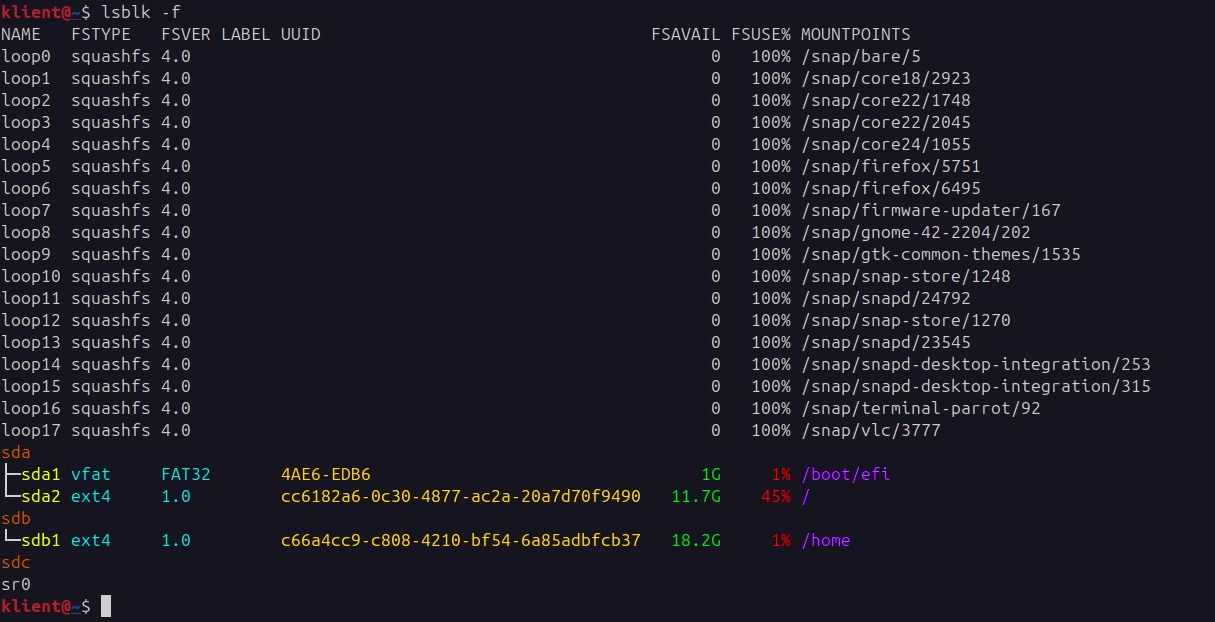 klient@~$ lsblk -f
NAME   FSTYPE   FSVER LABEL UUID                                 FSAVAIL FSUSE% MOUNTPOINTS
loop0  squashfs 4.0                                                    0   100% /snap/bare/5
loop1  squashfs 4.0                                                    0   100% /snap/core18/2923
loop2  squashfs 4.0                                                    0   100% /snap/core22/1748
loop3  squashfs 4.0                                                    0   100% /snap/core22/2045
loop4  squashfs 4.0                                                    0   100% /snap/core24/1055
loop5  squashfs 4.0                                                    0   100% /snap/firefox/5751
loop6  squashfs 4.0                                                    0   100% /snap/firefox/6495
loop7  squashfs 4.0                                                    0   100% /snap/firmware-updater/167
loop8  squashfs 4.0                                                    0   100% /snap/gnome-42-2204/202
loop9  squashfs 4.0                                                    0   100% /snap/gtk-common-themes/1535
loop10 squashfs 4.0                                                    0   100% /snap/snap-store/1248
loop11 squashfs 4.0                                                    0   100% /snap/snapd/24792
loop12 squashfs 4.0                                                    0   100% /snap/snap-store/1270
loop13 squashfs 4.0                                                    0   100% /snap/snapd/23545
loop14 squashfs 4.0                                                    0   100% /snap/snapd-desktop-integration/253
loop15 squashfs 4.0                                                    0   100% /snap/snapd-desktop-integration/315
loop16 squashfs 4.0                                                    0   100% /snap/terminal-parrot/92
loop17 squashfs 4.0                                                    0   100% /snap/vlc/3777
sda
├─sda1 vfat     FAT32       4AE6-EDB6                                 1G     1% /boot/efi
└─sda2 ext4     1.0         cc6182a6-0c30-4877-ac2a-20a7d70f9490   11.7G    45% /
sdb
└─sdb1 ext4     1.0         c66a4cc9-c808-4210-bf54-6a85adbfcb37   18.2G     1% /home
sdc
sr0
klient@~$